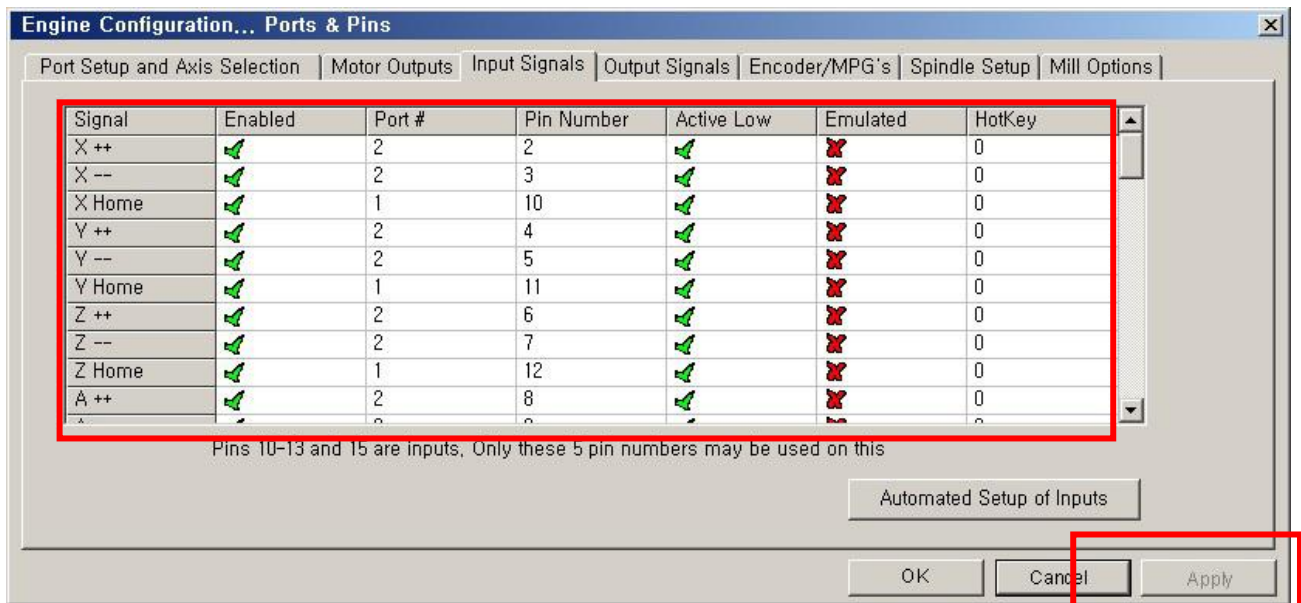 Engine Configuration... Ports & Pins
Port Setup and Axis Selection Motor Outputs Input Signals Output Signals Encoder/MPG's Spindle Setup Mill Options
Signal Enabled Port # Pin Number Active Low Emulated HotKey
X ++ 2 2 0
X -- 2 3 0
X Home 1 10 0
Y ++ 2 4 0
Y -- 2 5 0
Y Home 1 11 0
Z ++ 2 6 0
Z -- 2 7 0
Z Home 1 12 0
A ++ 2 8 0
Pins 10-13 and 15 are inputs, Only these 5 pin numbers may be used on this
Automated Setup of Inputs
OK Cancel Apply